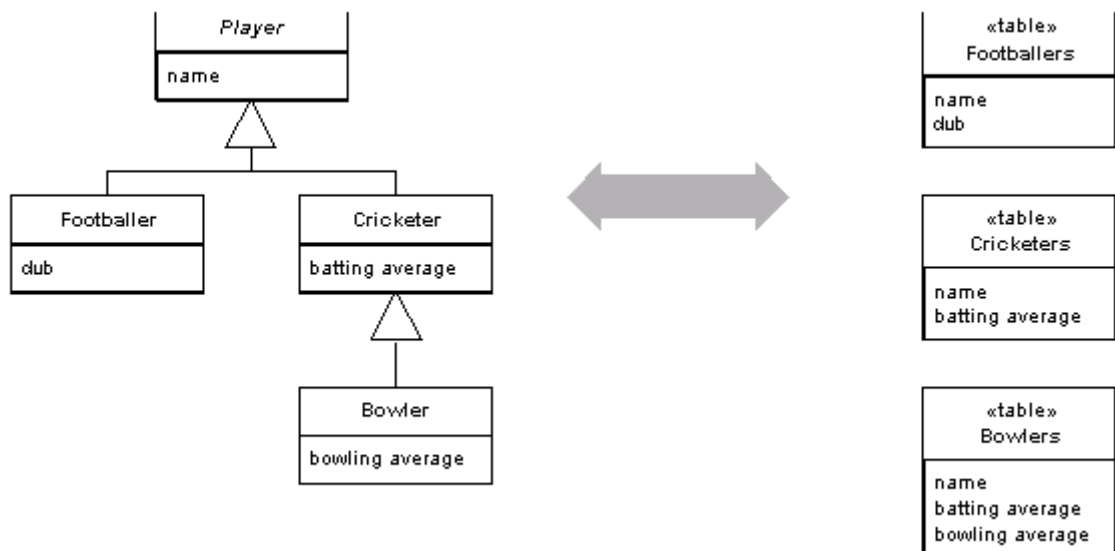 Player
name
Footballer
club
Cricketer
batting average
Bowler
bowling average
«table»
Footballers
name
club
«table»
Cricketers
name
batting average
«table»
Bowlers
name
batting average
bowling average